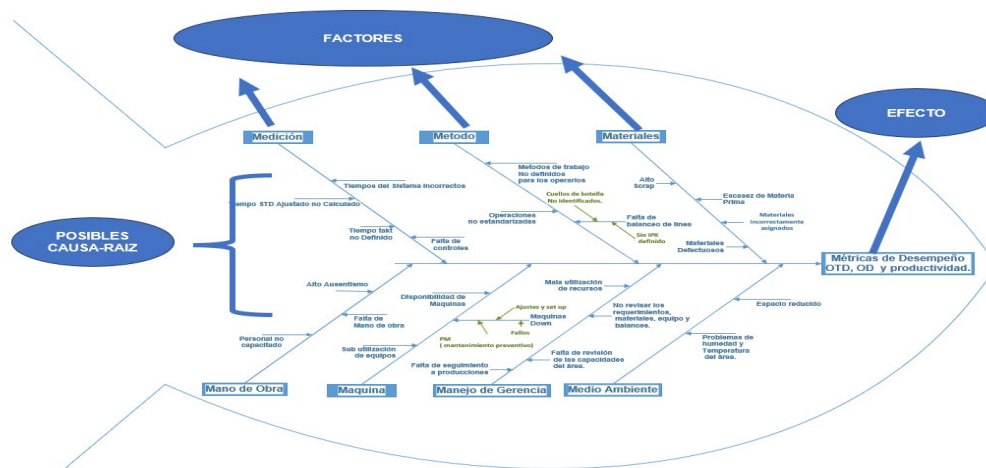 FACTORES
EFECTO
Medición
Metodo
Materiales
Metodos de trabajo
No definidos
para los operarios
Tiempos del Sistema Incorrectos
Alto
Scrap
Cuellos de botella
No identificados.
Escasez de Materia
Prima
Tiempo STD Ajustado no Calculado
Operaciones
no estandarizadas
Falta de
balanceo de lines
Materiales
incorrectamente
asignados
Tiempo takt
no Definido
Falta de
controles
Sin IPK
definido
Materiales
Defectuosos
POSIBLES
CAUSA-RAIZ
Métricas de Desempeño
OTD, OD y productividad.
Alto Ausentismo
Disponibilidad de
Maquinas
Mala utilización
de recursos
Espacio reducido
Falta de
Mano de obra
Ajustes y set up
Maquinas
Down
Fallos
No revisar los
requerimientos,
materiales, equipo y
balances.
Personal no
capacitado
PM
( mantenimiento preventivo)
Sub utilización
de equipos
Problemas de
humedad y
Temperatura
del área.
Falta de revisión
de las capacidades
del área.
Falta de seguimiento
a producciones
Mano de Obra
Maquina
Manejo de Gerencia
Medio Ambiente